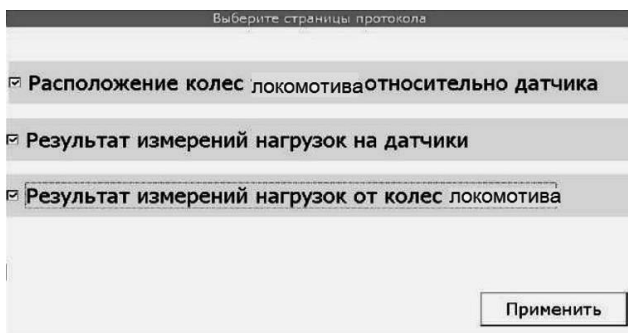 Выберите страницы протокола
Расположение колес локомотива относительно датчика
Результат измерений нагрузок на датчики
Результат измерений нагрузок от колес локомотива
Применить